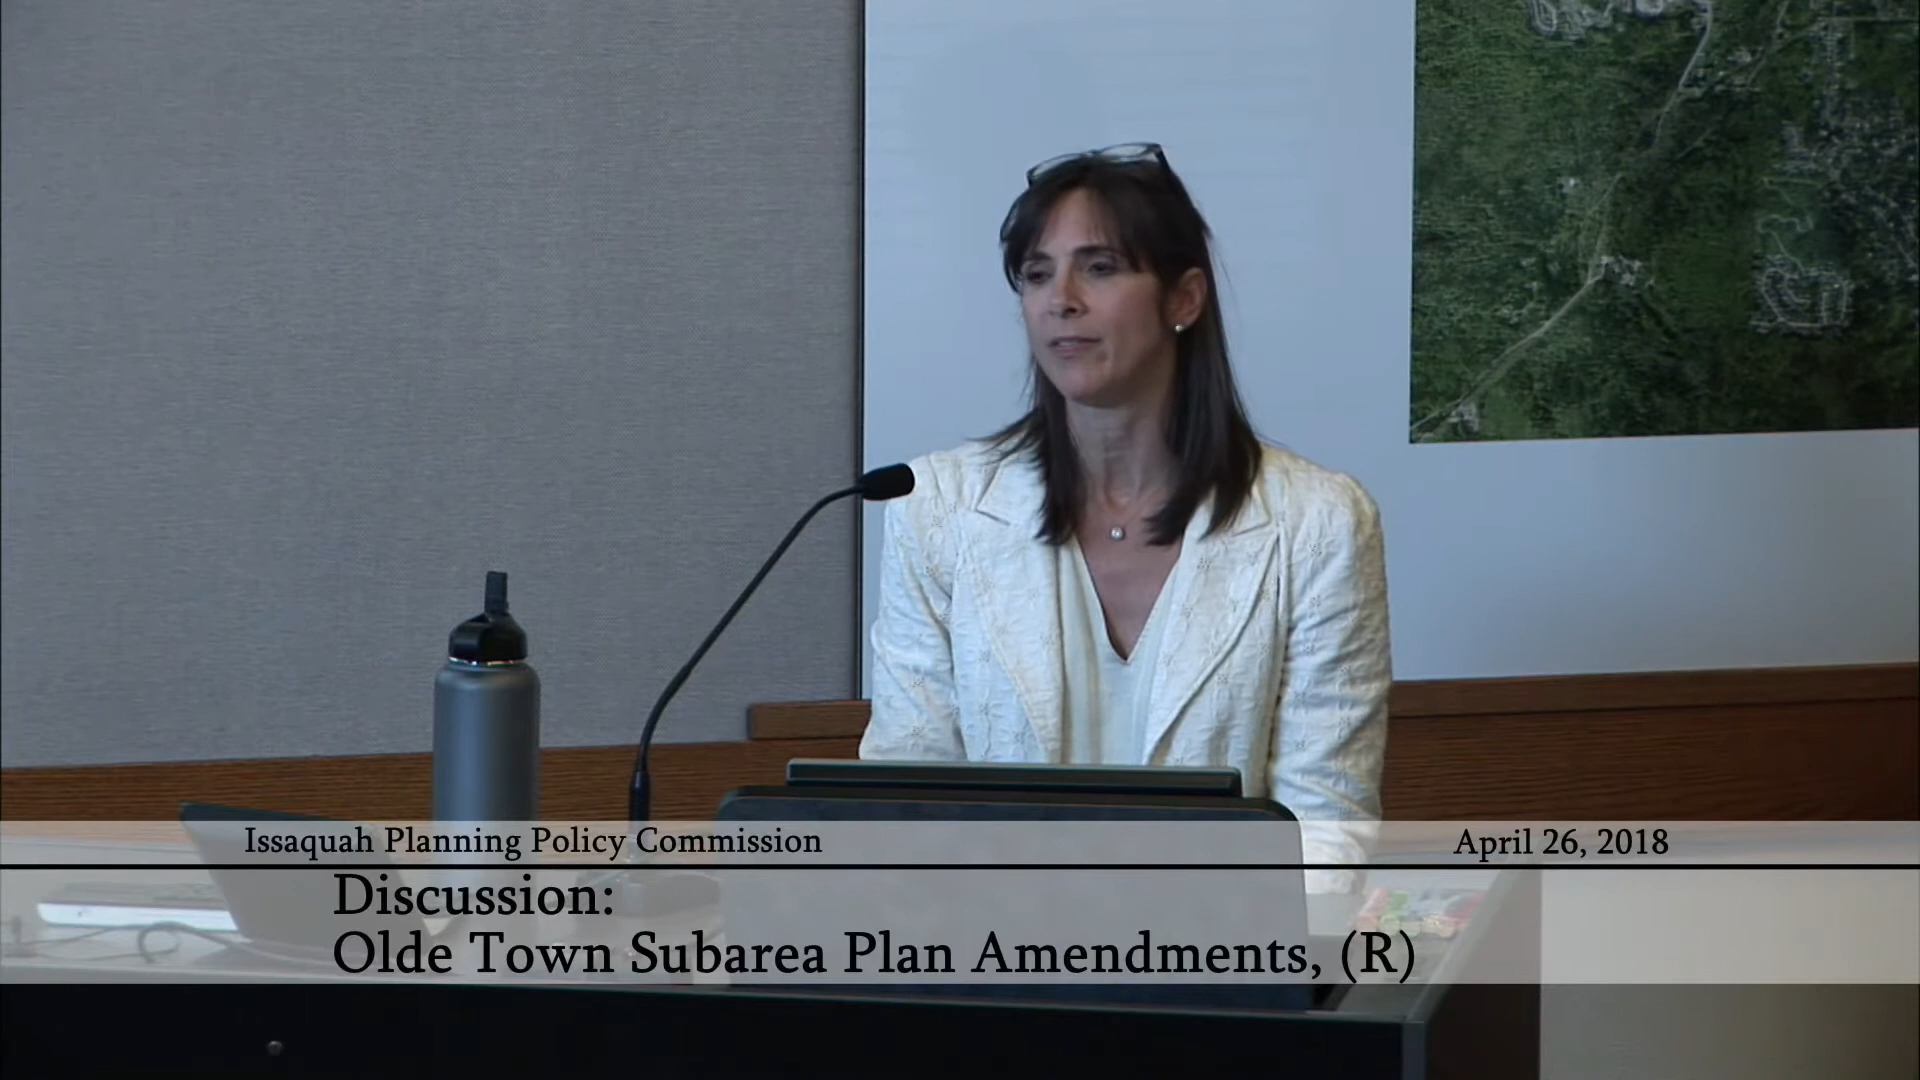 Issaquah Planning Policy Commission
April 26, 2018
Discussion:
Olde Town Subarea Plan Amendments, (R)